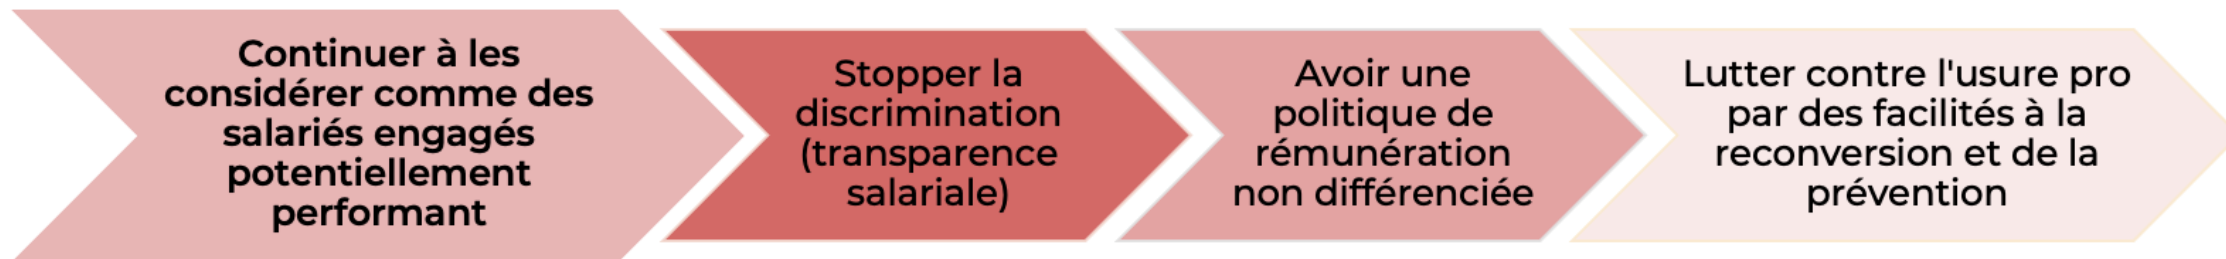 Continuer à les
considérer comme des
salariés engagés
potentiellement
performant
Stopper la
discrimination
(transparence
salariale)
Avoir une
politique de
rémunération
non différenciée
Lutter contre l'usure pro
par des facilités à la
reconversion et de la
prévention